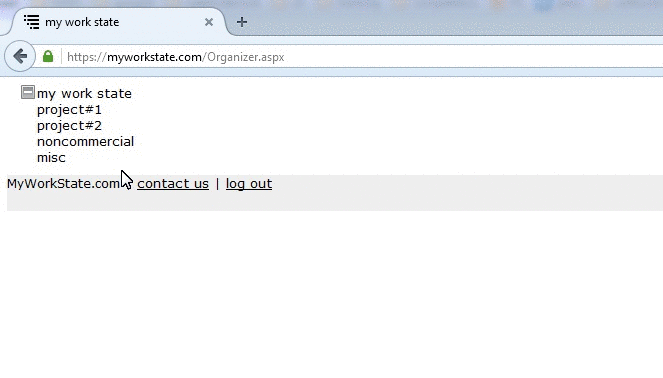 my work state
https://myworkstate.com/Organizer.aspx
my work state
project#1
project#2
noncommercial
misc
MyWorkState.com contact us | log out